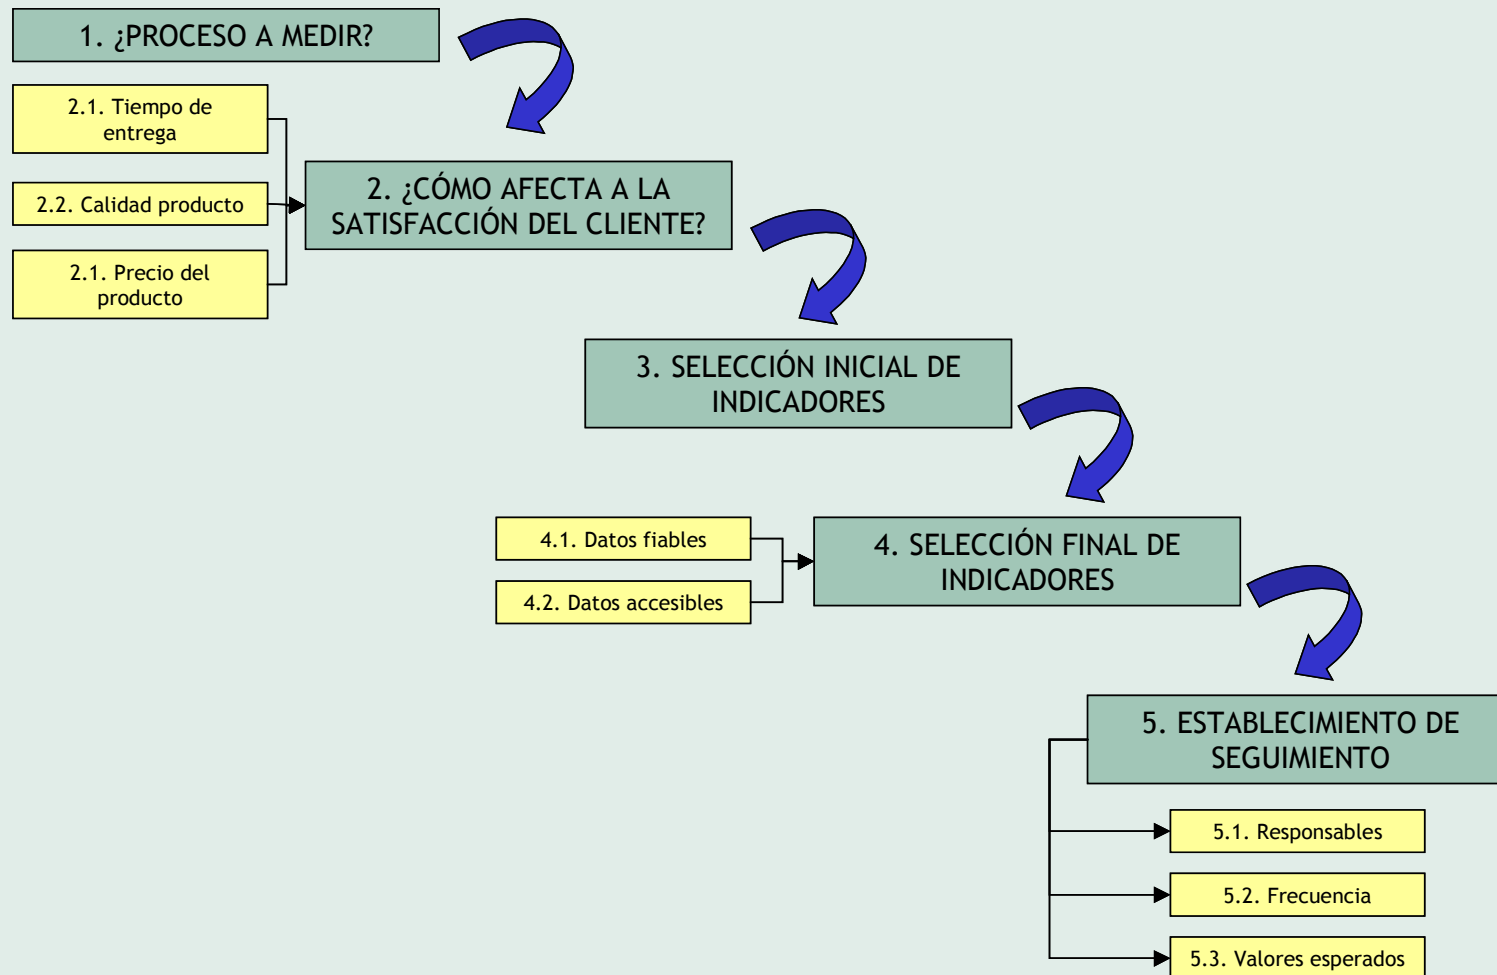 1. ¿PROCESO A MEDIR?
2.1. Tiempo de
entrega
2.2. Calidad producto
2.1. Precio del
producto
2. ¿CÓMO AFECTA A LA
SATISFACCIÓN DEL CLIENTE?
3. SELECCIÓN INICIAL DE
INDICADORES
4.1. Datos fiables
4.2. Datos accesibles
4. SELECCIÓN FINAL DE
INDICADORES
5. ESTABLECIMIENTO DE
SEGUIMIENTO
5.1. Responsables
5.2. Frecuencia
5.3. Valores esperados